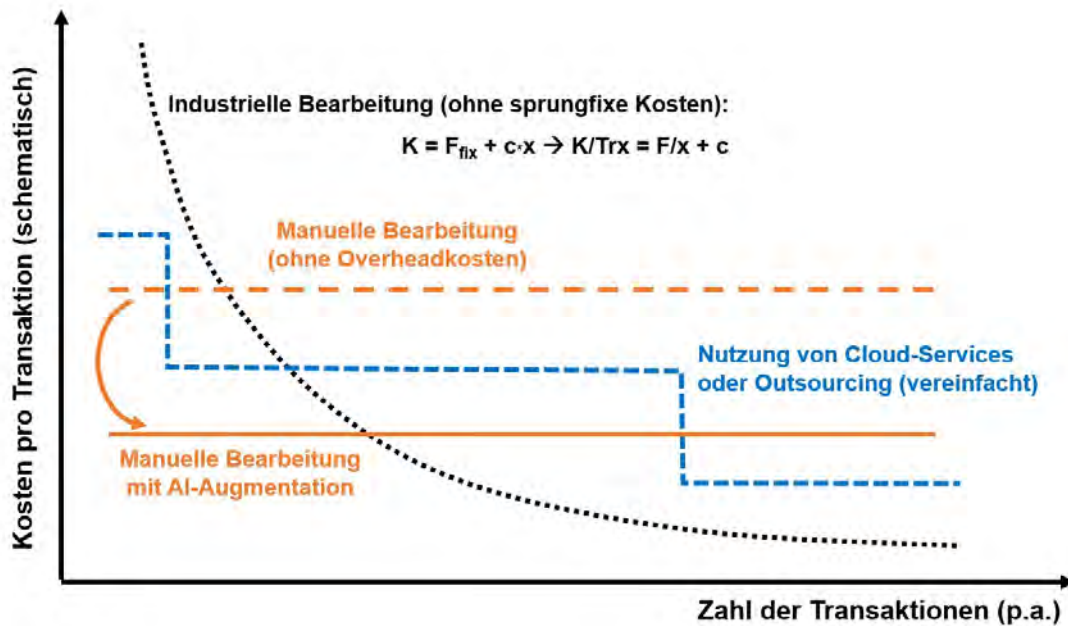 Kosten pro Transaktion (schematisch)
Industrielle Bearbeitung (ohne sprungfixe Kosten):
K = F_fix + c·x → K/Trx = F/x + c
Manuelle Bearbeitung
(ohne Overheadkosten)
Nutzung von Cloud-Services
oder Outsourcing (vereinfacht)
Manuelle Bearbeitung
mit AI-Augmentation
Zahl der Transaktionen (p.a.)